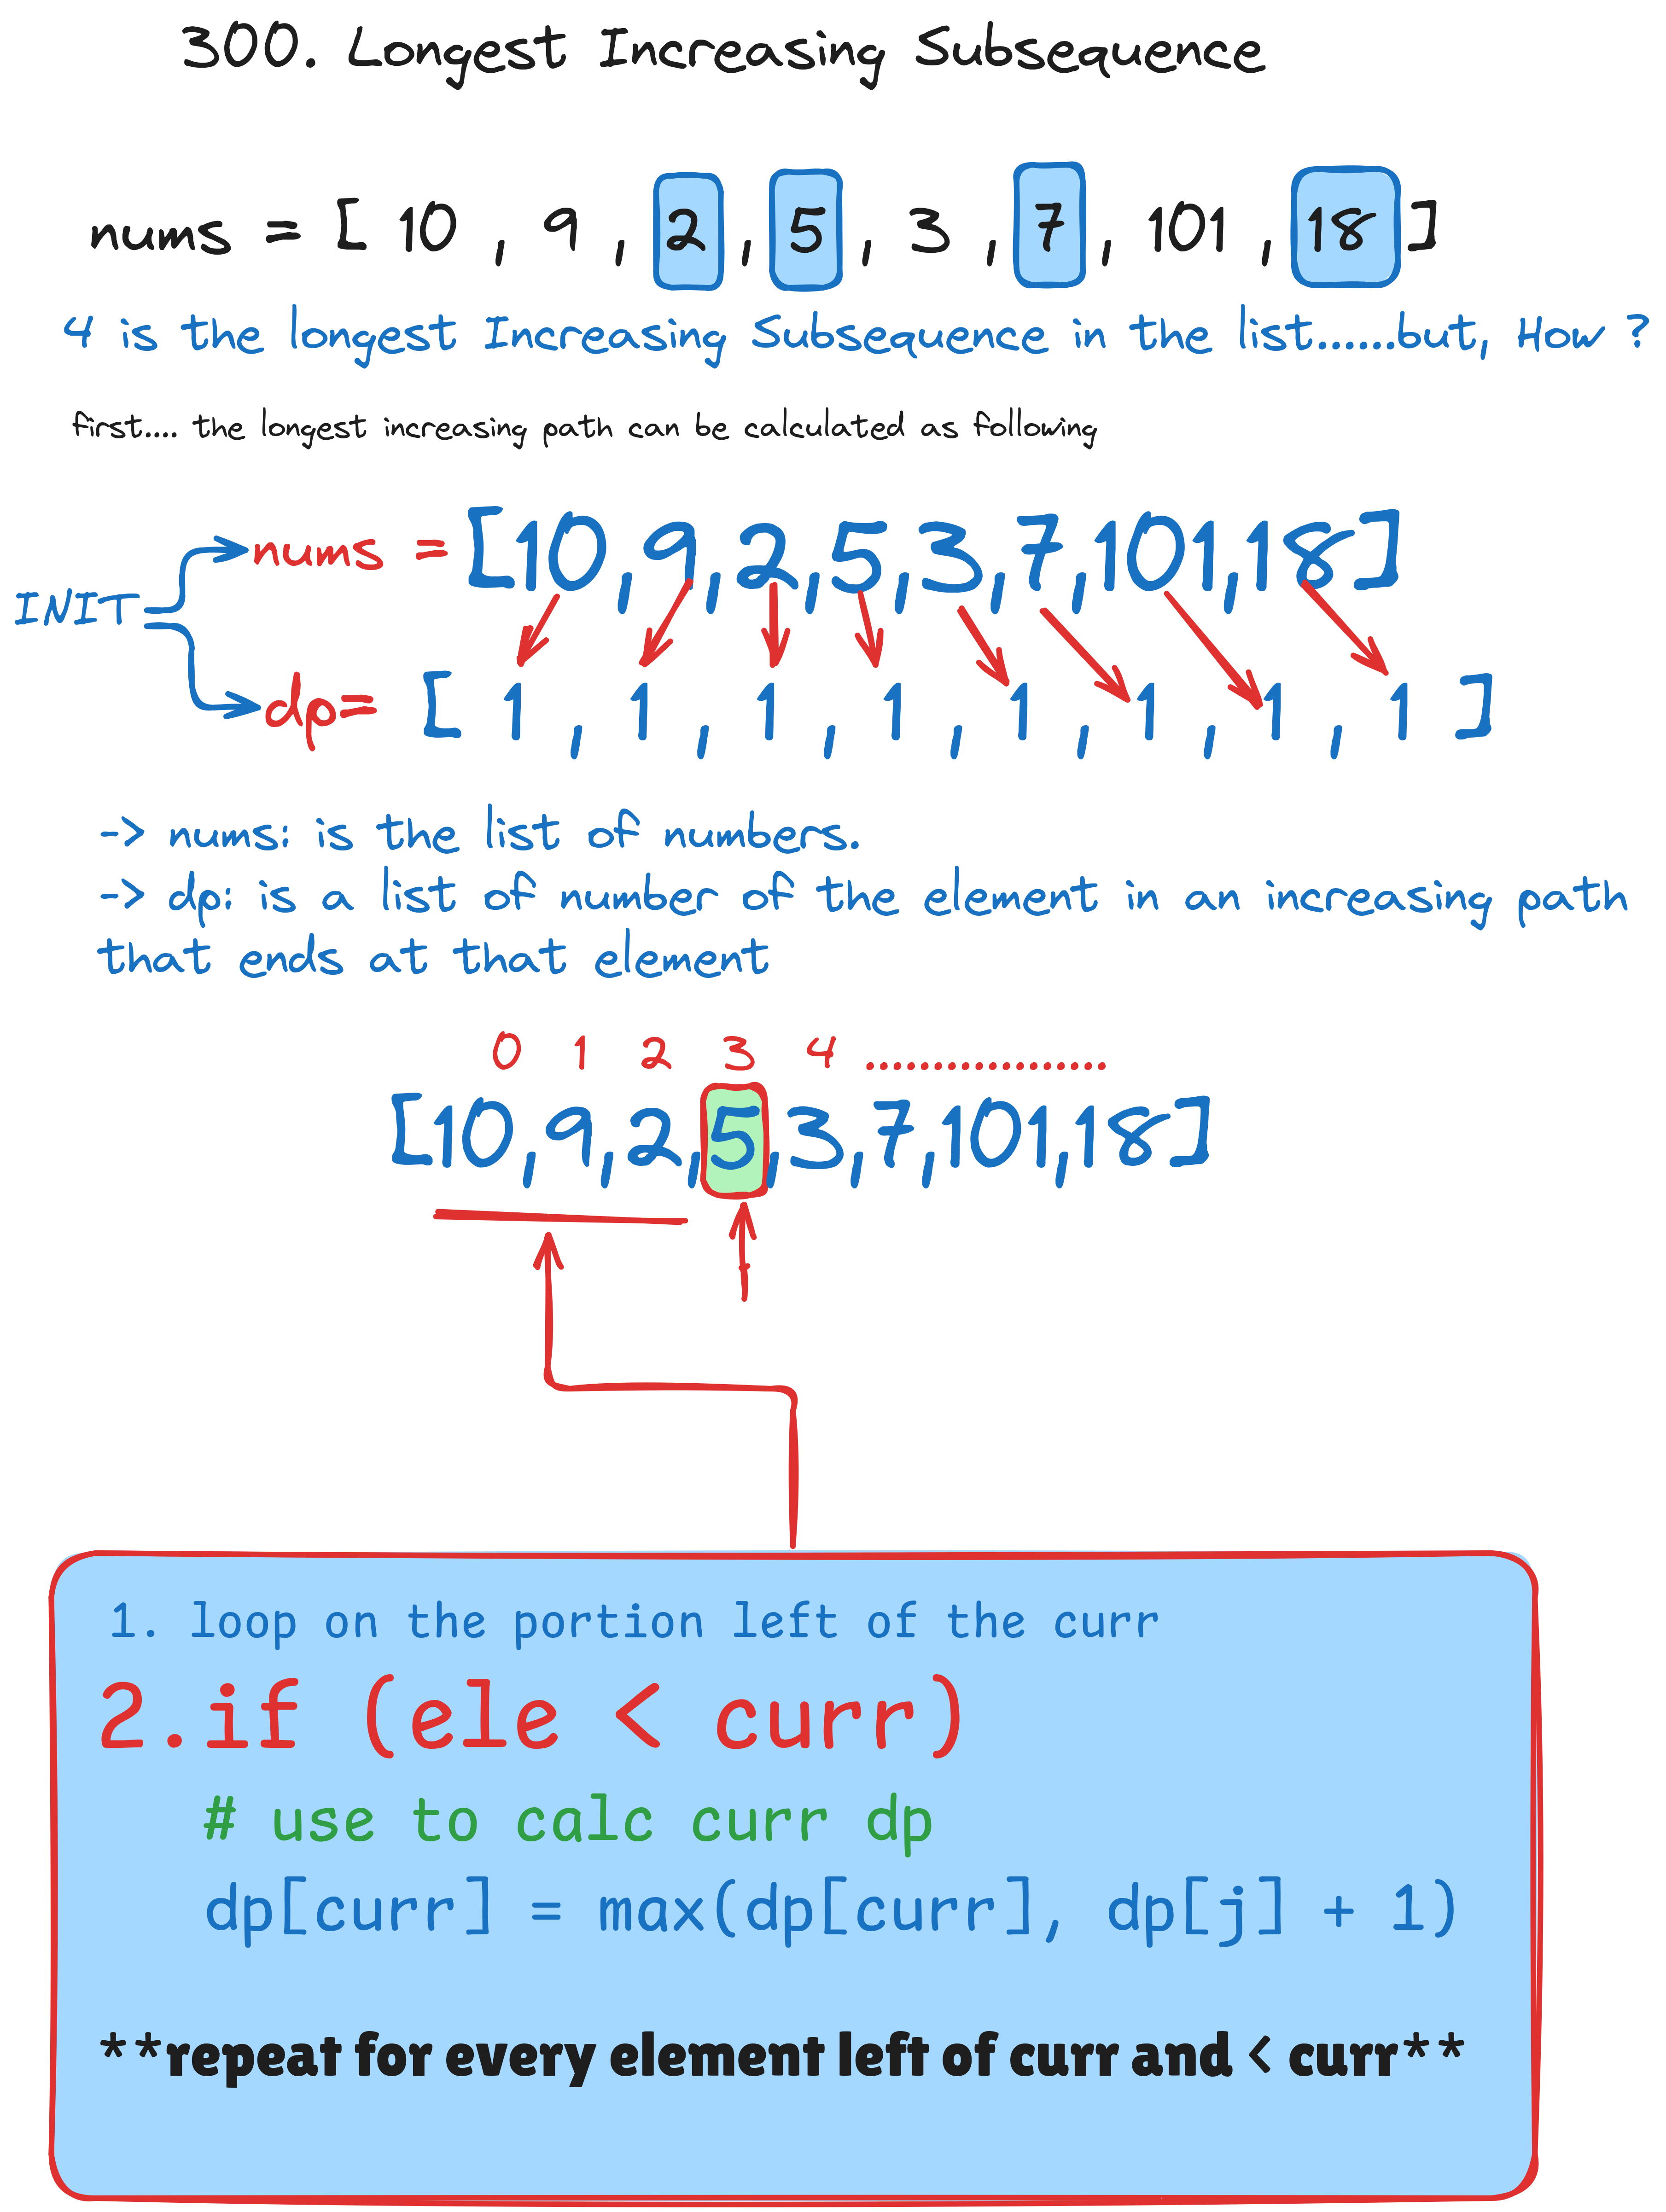 300. Longest Increasing Subsequence
nums = [ 10 , 9 , 2 , 5 , 3 , 7 , 101 , 18 ]
4 is the longest Increasing Subsequence in the list......but, How ?
first.... the longest increasing path can be calculated as following
nums = [10,9,2,5,3,7,101,18]
INIT
dp= [ 1 , 1 , 1 , 1 , 1 , 1 , 1 , 1 ]
-> nums: is the list of numbers.
-> dp: is a list of number of the element in an increasing path
that ends at that element
0 1 2 3 4 ..................
[10,9,2,5,3,7,101,18]
1. loop on the portion left of the curr
2.if (ele < curr)
# use to calc curr dp
dp[curr] = max(dp[curr], dp[j] + 1)
**repeat for every element left of curr and < curr**